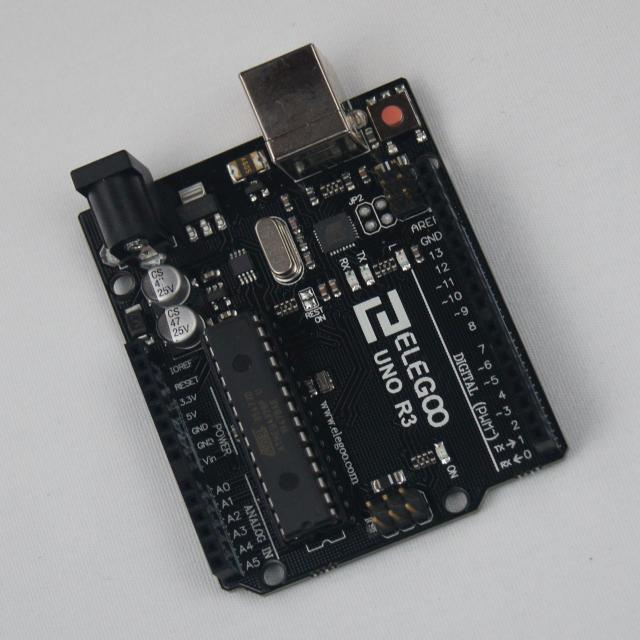 JP2
AREF
GND
13
12
~11
~10
~9
8
7
~6
~5
4
~3
2
TX→1
RX←0
DIGITAL (PWM~)
L
TX
RX
CS
47
25V
CS
47
25V
RESET
EN
ELEGOO
UNO R3
www.elegoo.com
ON
IOREF
RESET
3.3V
5V
GND
GND
Vin
POWER
A0
A1
A2
A3
A4
A5
ANALOG IN